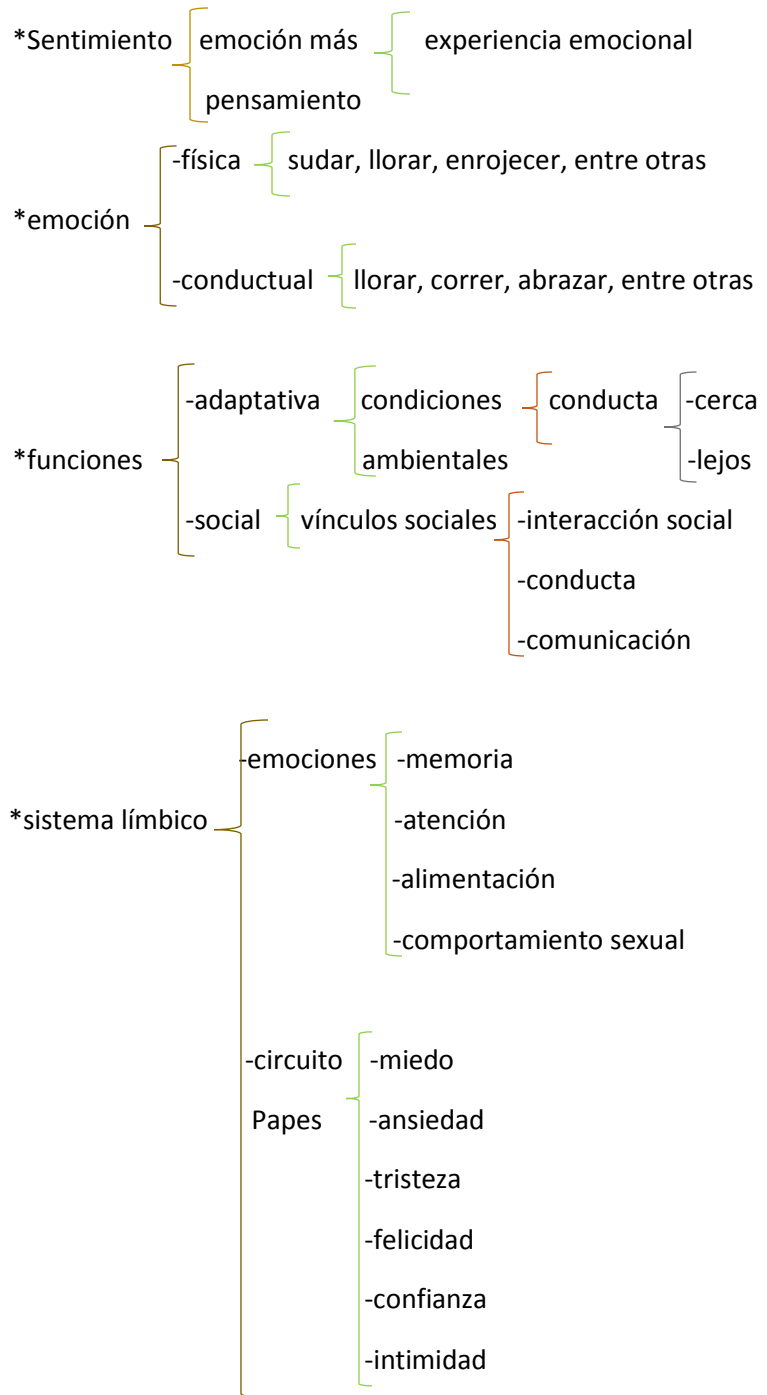 *Sentimiento emoción más experiencia emocional
pensamiento
-física sudar, llorar, enrojecer, entre otras
*emoción
-conductual llorar, correr, abrazar, entre otras
-adaptativa condiciones conducta -cerca
*funciones ambientales -lejos
-social vínculos sociales -interacción social
-conducta
-comunicación
-emociones -memoria
*sistema límbico -atención
-alimentación
-comportamiento sexual
-circuito -miedo
Papes -ansiedad
-tristeza
-felicidad
-confianza
-intimidad